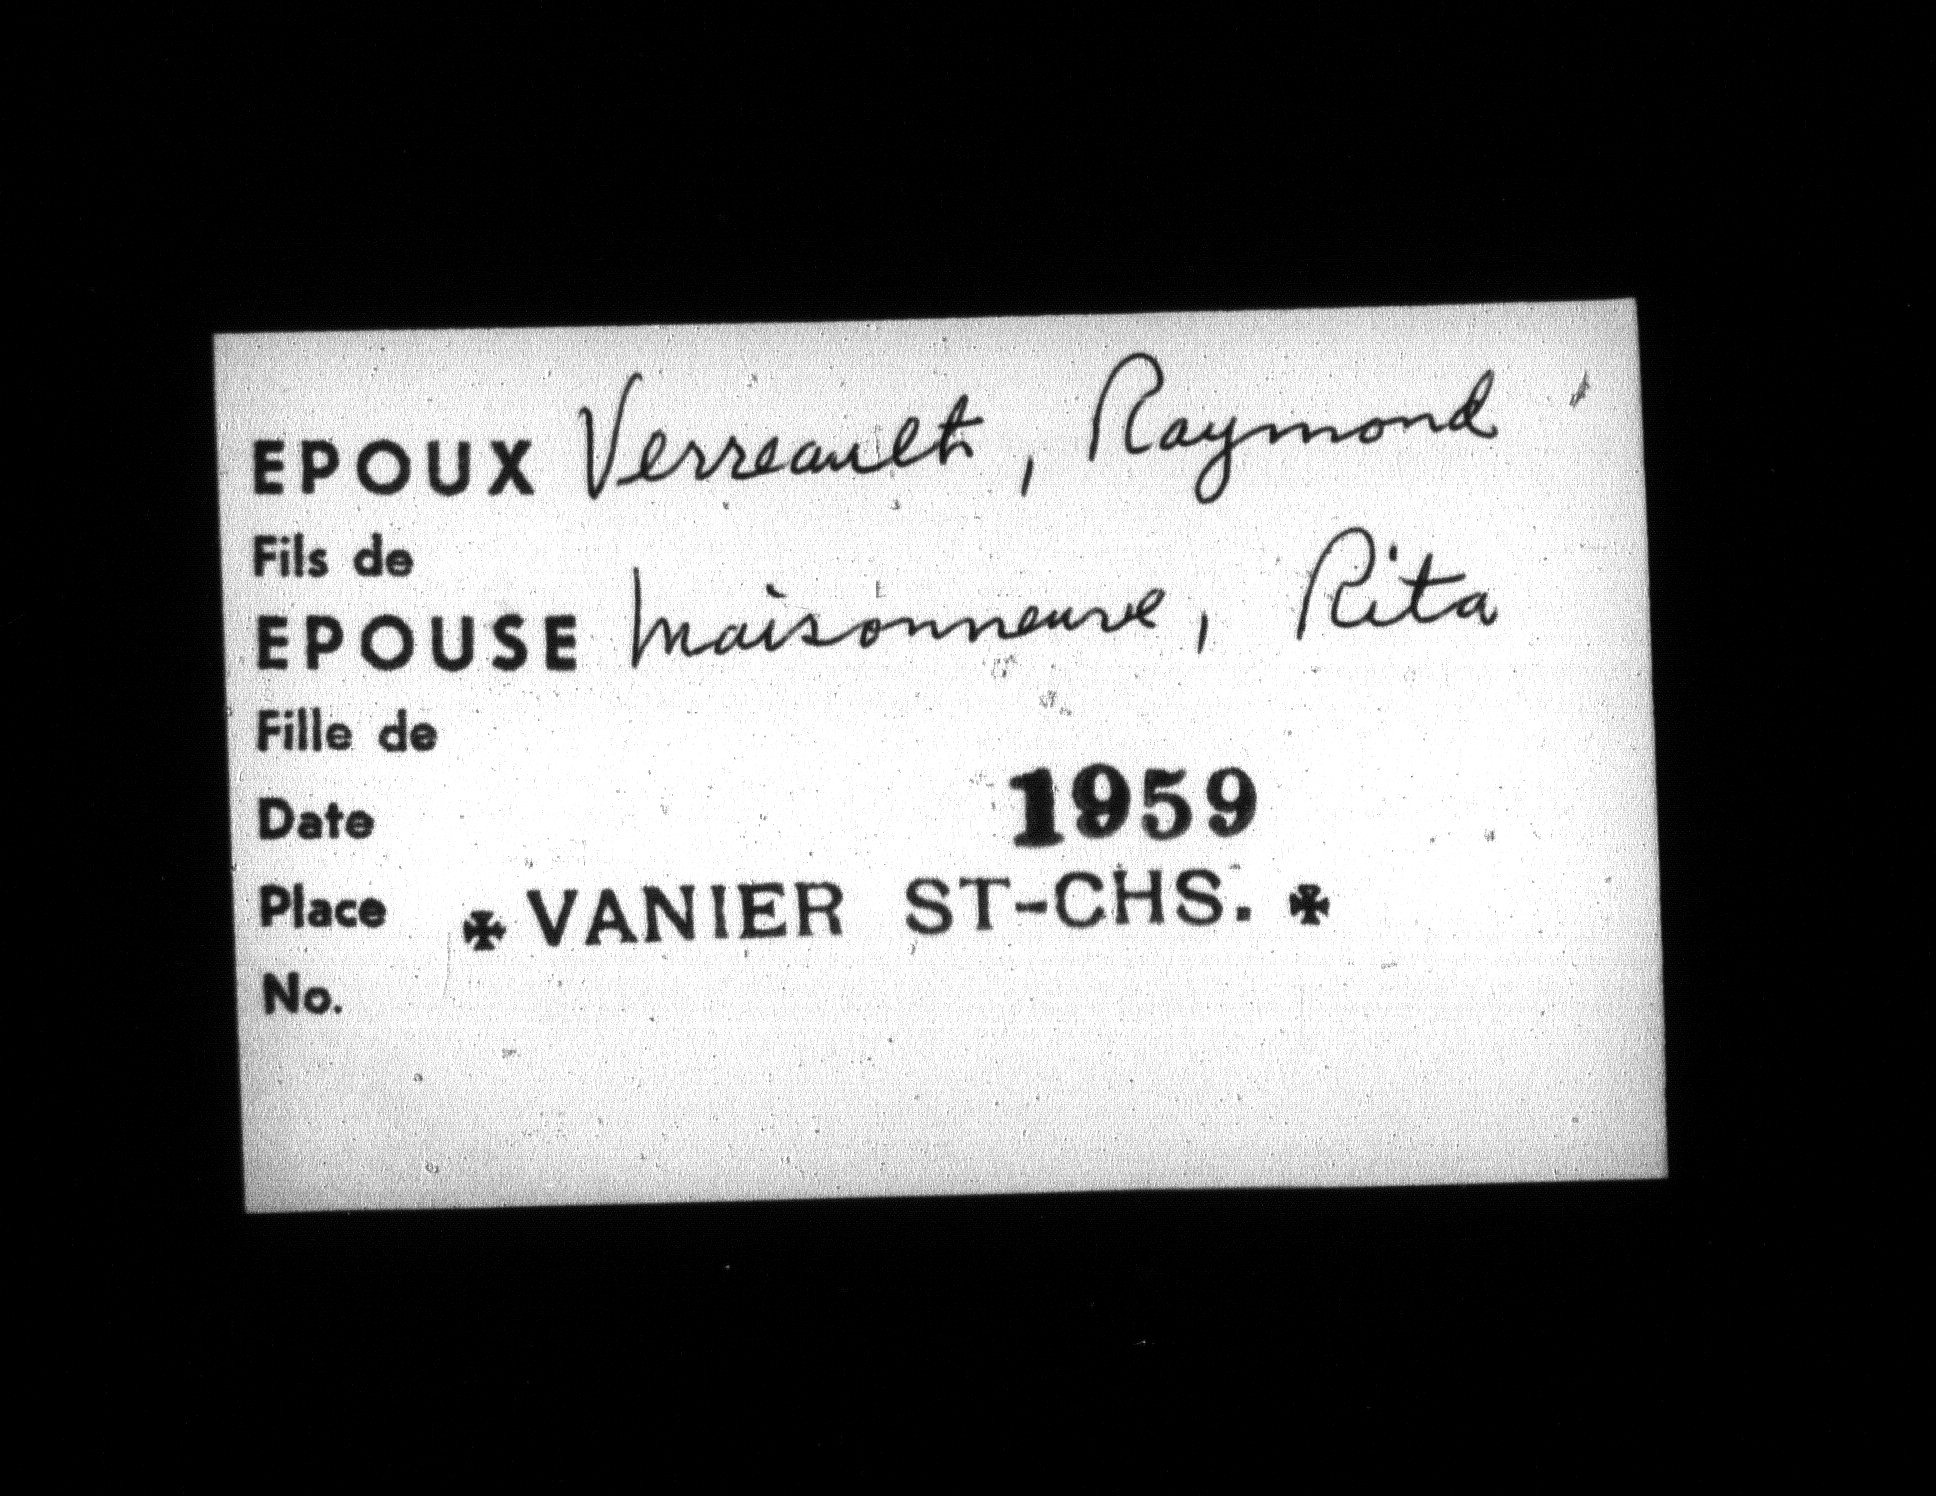 EPOUX Verreault, Raymond
Fils de
EPOUSE Maisonneuve, Rita
Fille de
Date 1959
Place ✠ VANIER ST-CHS. ✠
No.